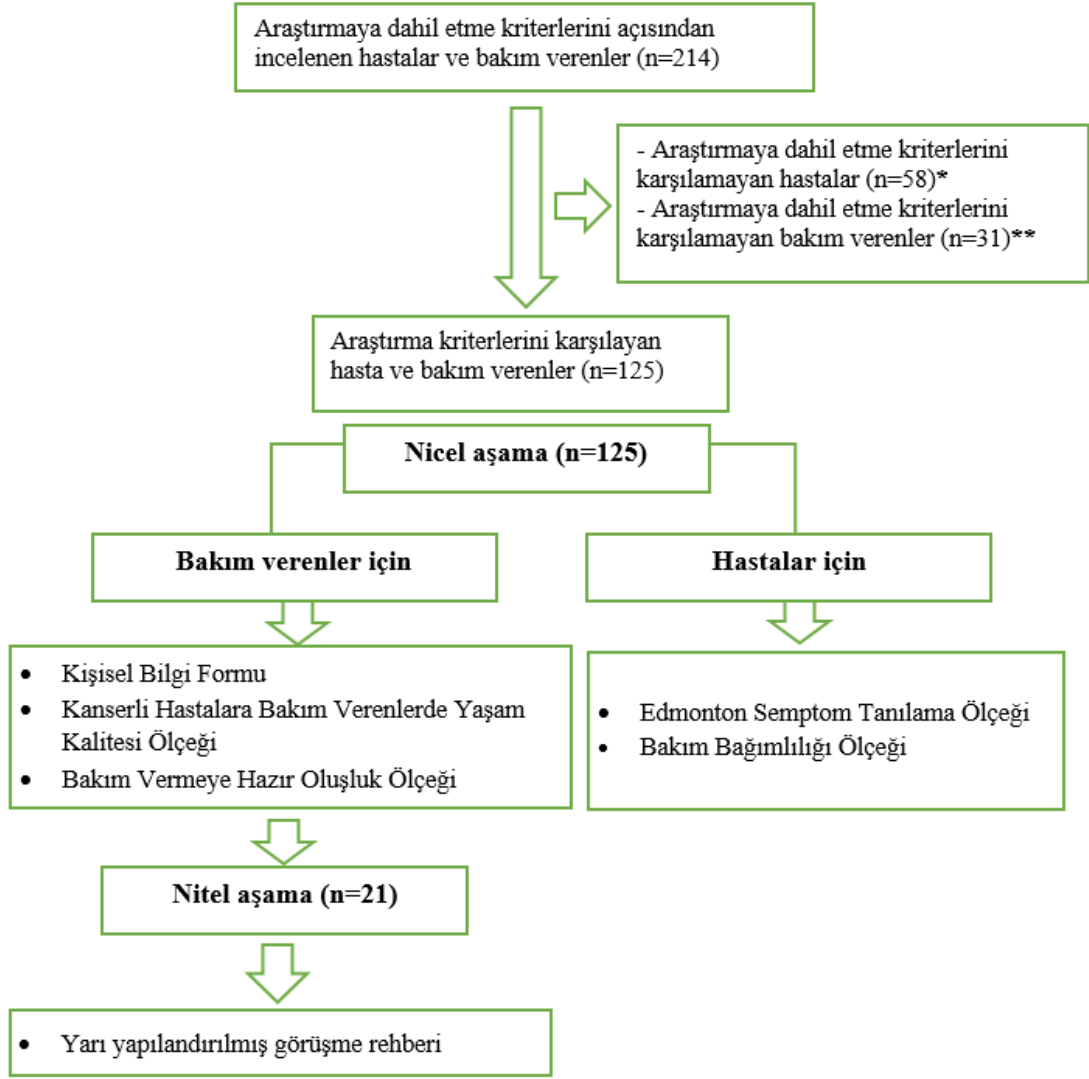 Araştırmaya dahil etme kriterlerini açısından
incelenen hastalar ve bakım verenler (n=214)
- Araştırmaya dahil etme kriterlerini
karşılamayan hastalar (n=58)*
- Araştırmaya dahil etme kriterlerini
karşılamayan bakım verenler (n=31)**
Araştırma kriterlerini karşılayan
hasta ve bakım verenler (n=125)
Nicel aşama (n=125)
Bakım verenler için
Hastalar için
• Kişisel Bilgi Formu
• Kanserli Hastalara Bakım Verenlerde Yaşam
Kalitesi Ölçeği
• Bakım Vermeye Hazır Oluşluk Ölçeği
• Edmonton Semptom Tanılama Ölçeği
• Bakım Bağımlılığı Ölçeği
Nitel aşama (n=21)
• Yarı yapılandırılmış görüşme rehberi